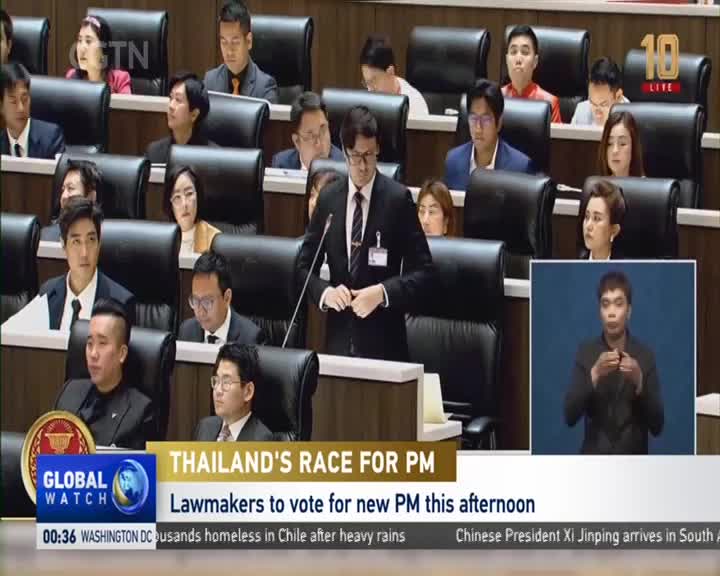 CGTN
10
LIVE
THAILAND'S RACE FOR PM
Lawmakers to vote for new PM this afternoon
GLOBAL
WATCH
00:36 WASHINGTON DC
ousands homeless in Chile after heavy rains
Chinese President Xi Jinping arrives in South A